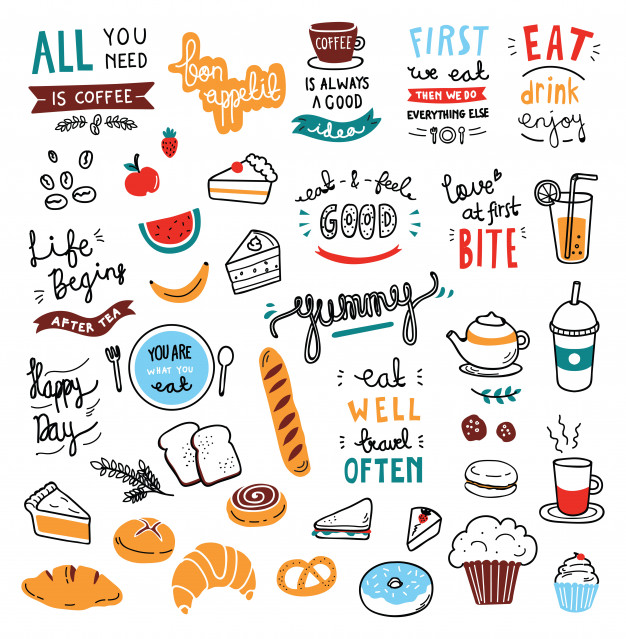 ALL YOU
NEED
IS COFFEE
bon
appetit
COFFEE
IS ALWAYS
A GOOD
idea
FIRST
we eat
THEN WE DO
EVERYTHING ELSE
EAT
drink
enjoy
eat - & - feel
GOOD
Love
at first
BITE
Life
Begins
AFTER TEA
yummy
YOU ARE
WHAT YOU
eat
eat
WELL
travel
OFTEN
Happy
Day